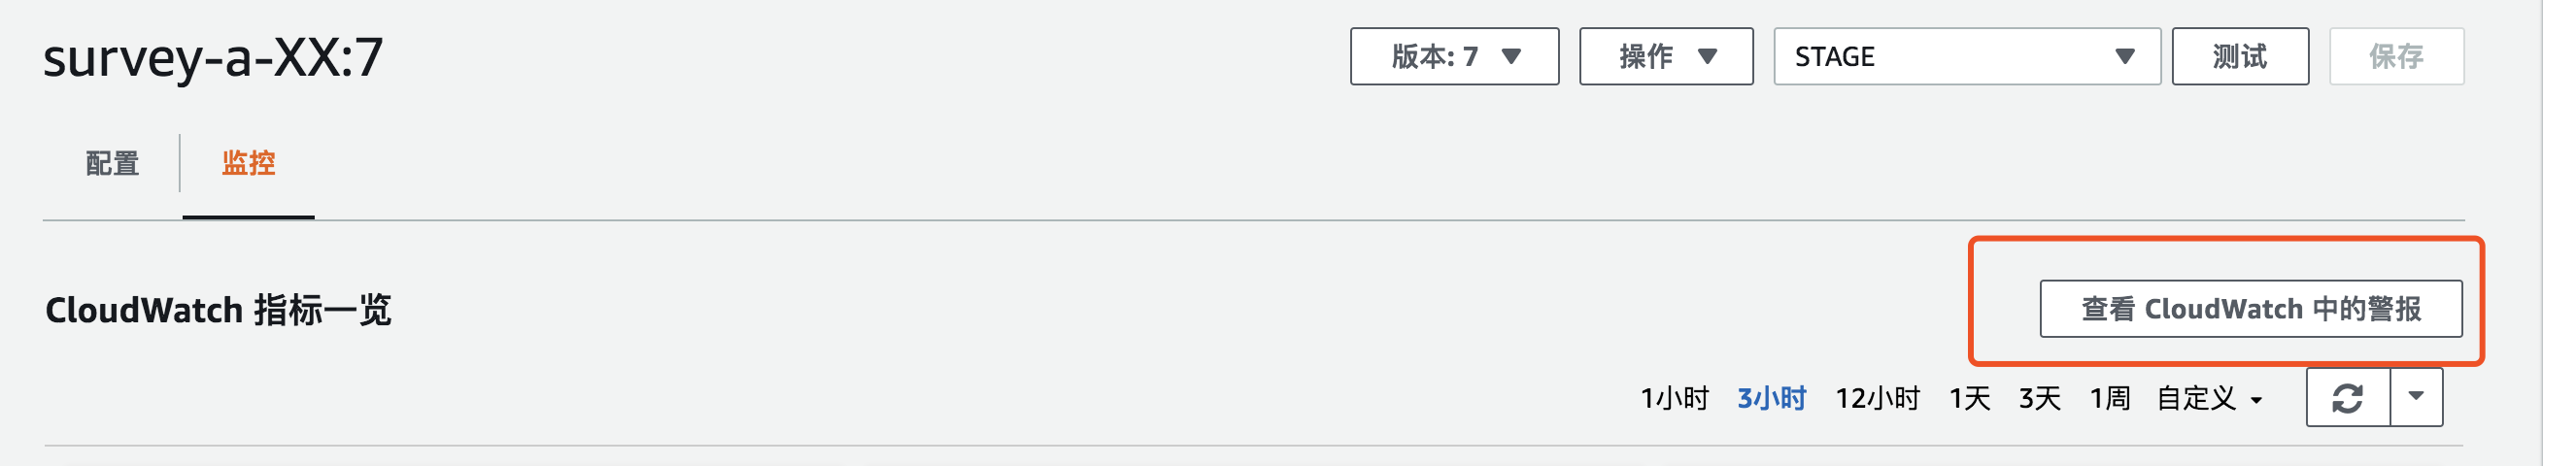 survey-a-XX:7
版本: 7
操作
STAGE
测试
保存
配置
监控
CloudWatch 指标一览
查看 CloudWatch 中的警报
1小时 3小时 12小时 1天 3天 1周 自定义